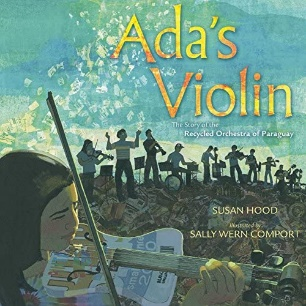 Ada's
Violin
The Story of the
Recycled Orchestra of Paraguay
SUSAN HOOD
illustrated by
SALLY WERN COMPORT